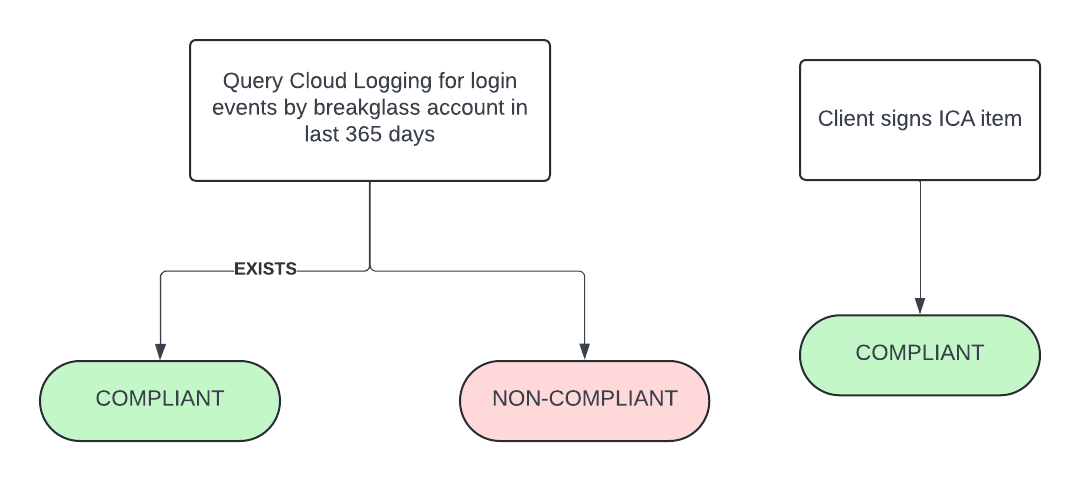 Query Cloud Logging for login
events by breakglass account in
last 365 days
Client signs ICA item
EXISTS
COMPLIANT
NON-COMPLIANT
COMPLIANT